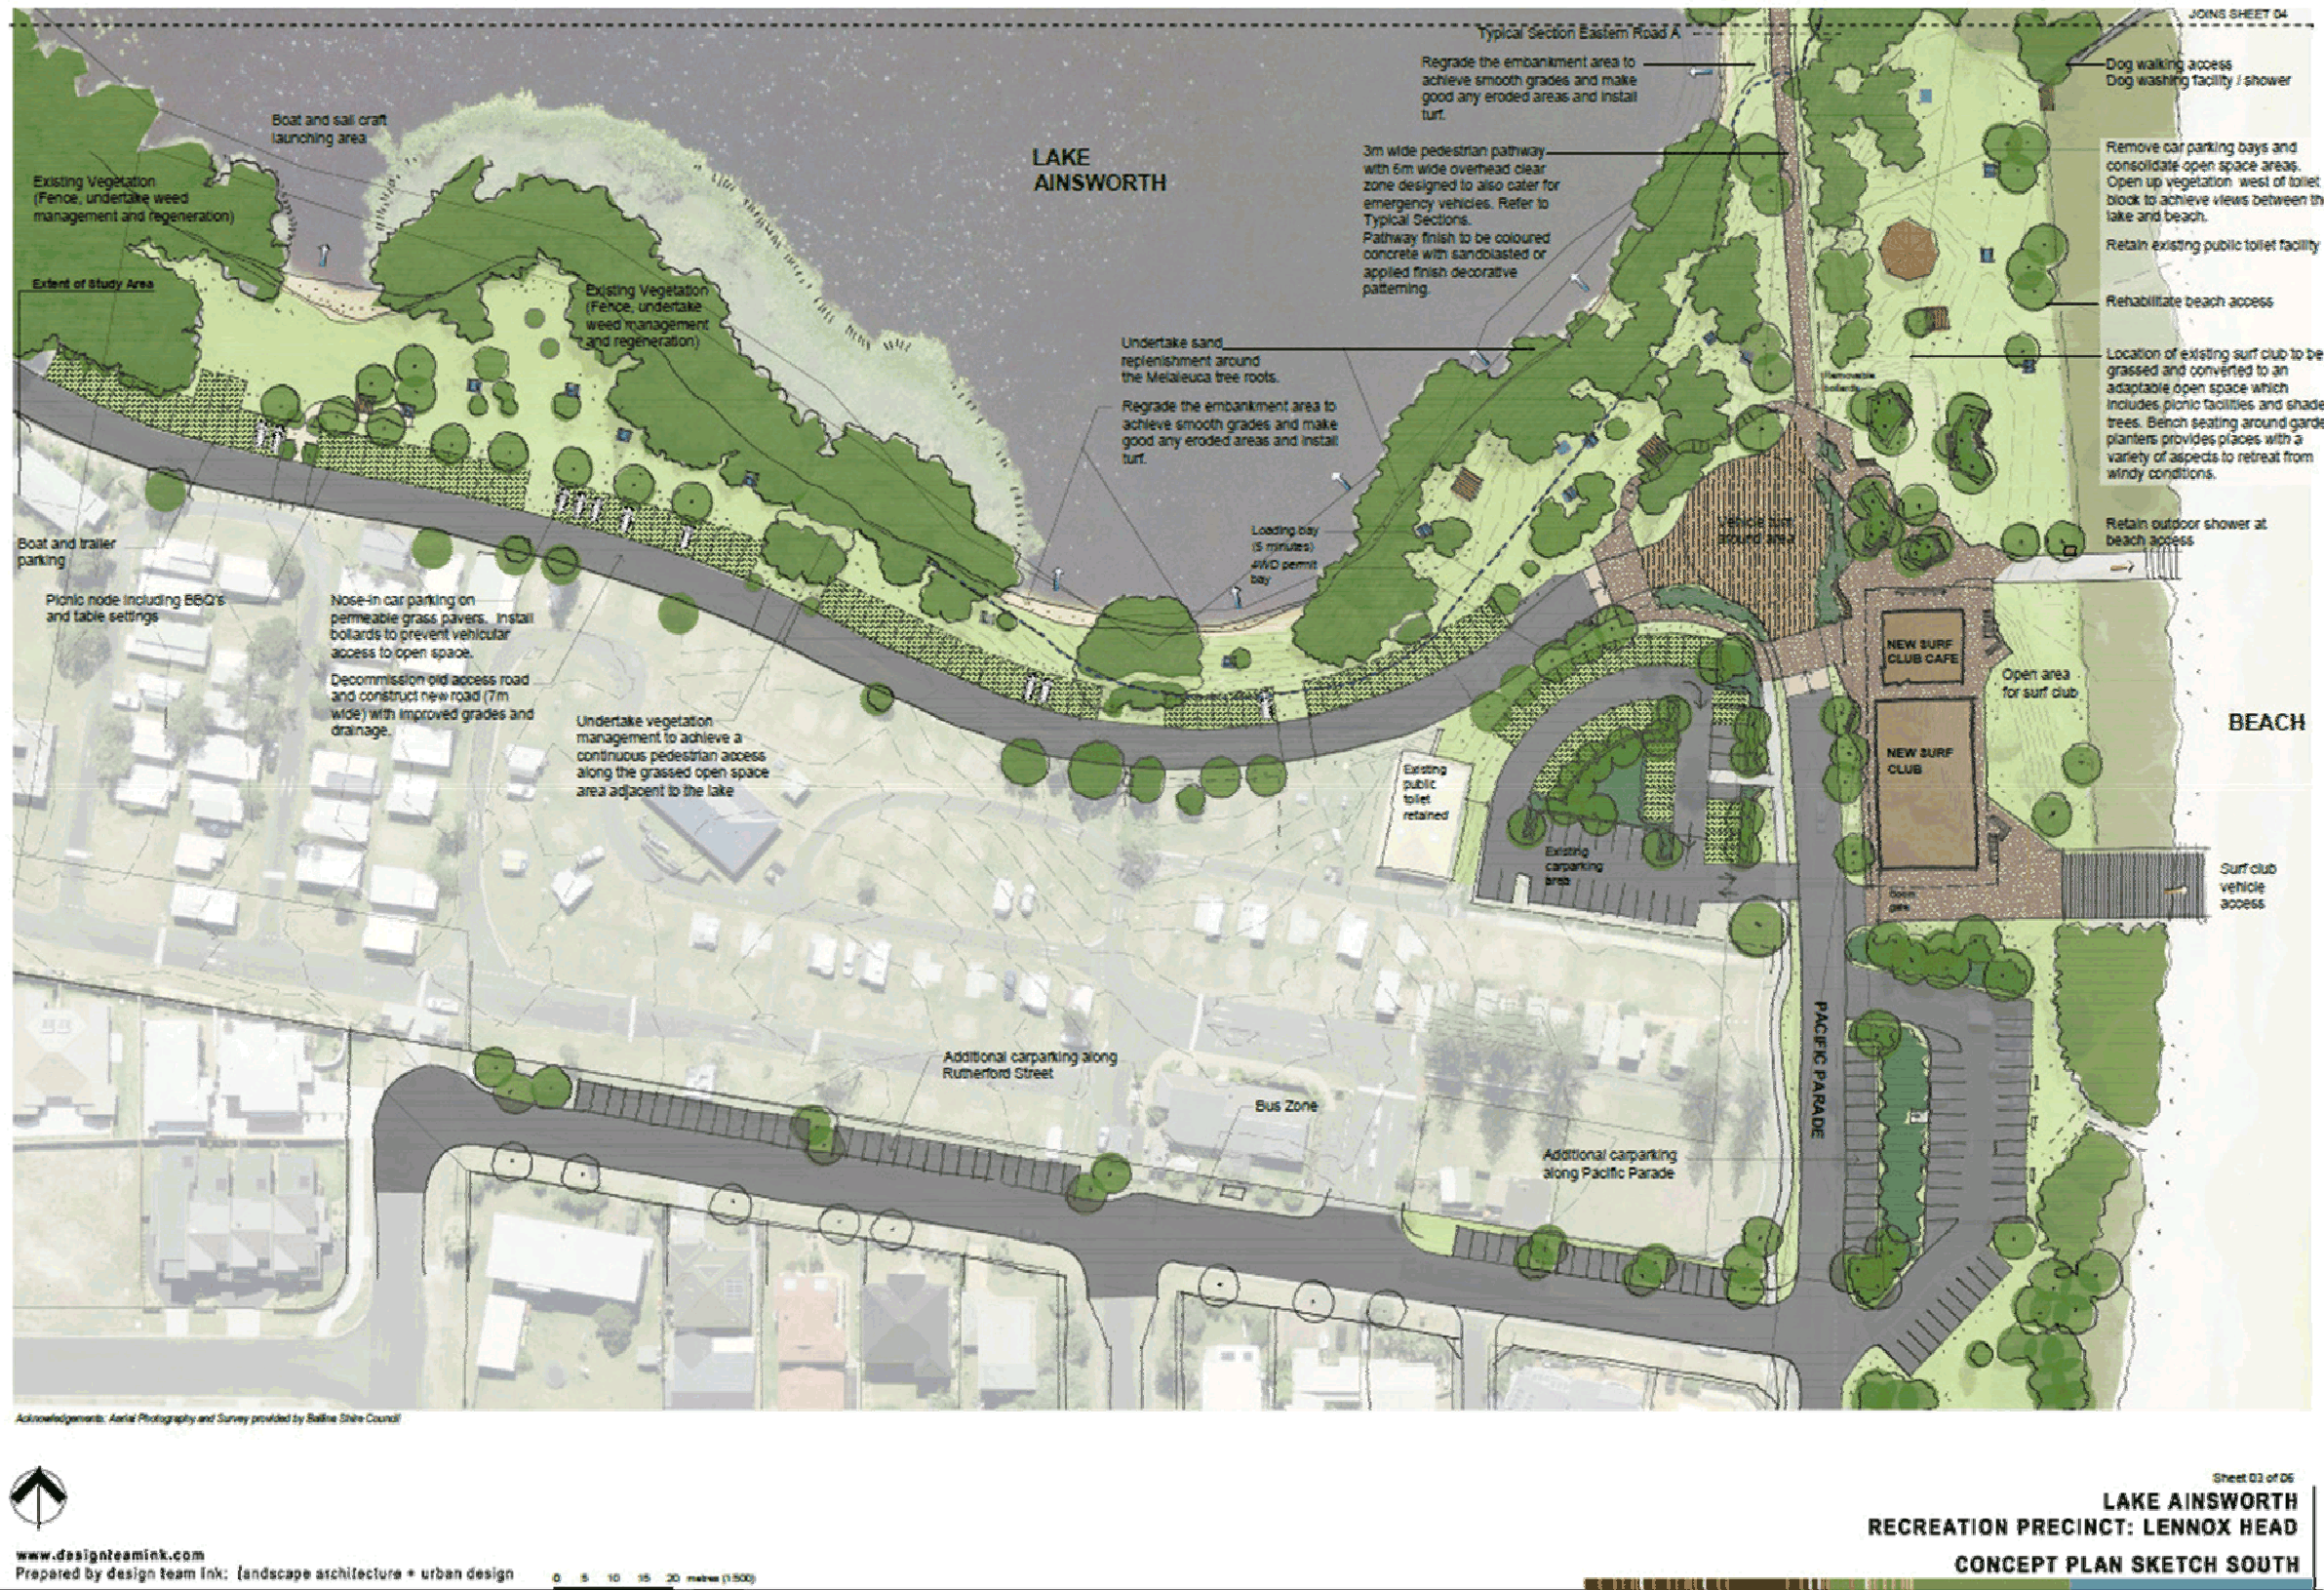 JOINS SHEET 04
Typical Section Eastern Road A
Regrade the embankment area to
achieve smooth grades and make
good any eroded areas and install
turf.
Dog walking access
Dog washing facility / shower
Boat and sail craft
launching area
LAKE
AINSWORTH
3m wide pedestrian pathway
with 6m wide overhead clear
zone designed to also cater for
emergency vehicles. Refer to
Typical Sections.
Pathway finish to be coloured
concrete with sandblasted or
applied finish decorative
patterning.
Remove car parking bays and
consolidate open space areas.
Open up vegetation west of toilet
block to achieve views between th
lake and beach.
Retain existing public toilet facility
Rehabilitate beach access
Existing Vegetation
(Fence, undertake weed
management and regeneration)
Extent of Study Area
Existing Vegetation
(Fence, undertake
weed management
and regeneration)
Undertake sand
replenishment around
the Melaleuca tree roots.
Regrade the embankment area to
achieve smooth grades and make
good any eroded areas and install
turf.
Removable
bollards
Location of existing surf club to be
grassed and converted to an
adaptable open space which
includes picnic facilities and shade
trees. Bench seating around garde
planters provides places with a
variety of aspects to retreat from
windy conditions.
Loading bay
(5 minutes)
4WD permit
bay
Vehicle turn
around area
Retain outdoor shower at
beach access
Boat and trailer
parking
Picnic node including BBQ's
and table settings
Nose-in car parking on
permeable grass pavers. Install
bollards to prevent vehicular
access to open space.
Decommission old access road
and construct new road (7m
wide) with improved grades and
drainage.
Undertake vegetation
management to achieve a
continuous pedestrian access
along the grassed open space
area adjacent to the lake
NEW SURF
CLUB CAFE
Open area
for surf club
BEACH
NEW SURF
CLUB
Existing
public
toilet
retained
Existing
carparking
area
Surf club
vehicle
access
PACIFIC PARADE
Additional carparking along
Rutherford Street
Bus Zone
Additional carparking
along Pacific Parade
Acknowledgements: Aerial Photography and Survey provided by Ballina Shire Council
www.designteamink.com
Prepared by design team ink: landscape architecture + urban design
0 5 10 15 20 metres (1:500)
Sheet 03 of 06
LAKE AINSWORTH
RECREATION PRECINCT: LENNOX HEAD
CONCEPT PLAN SKETCH SOUTH